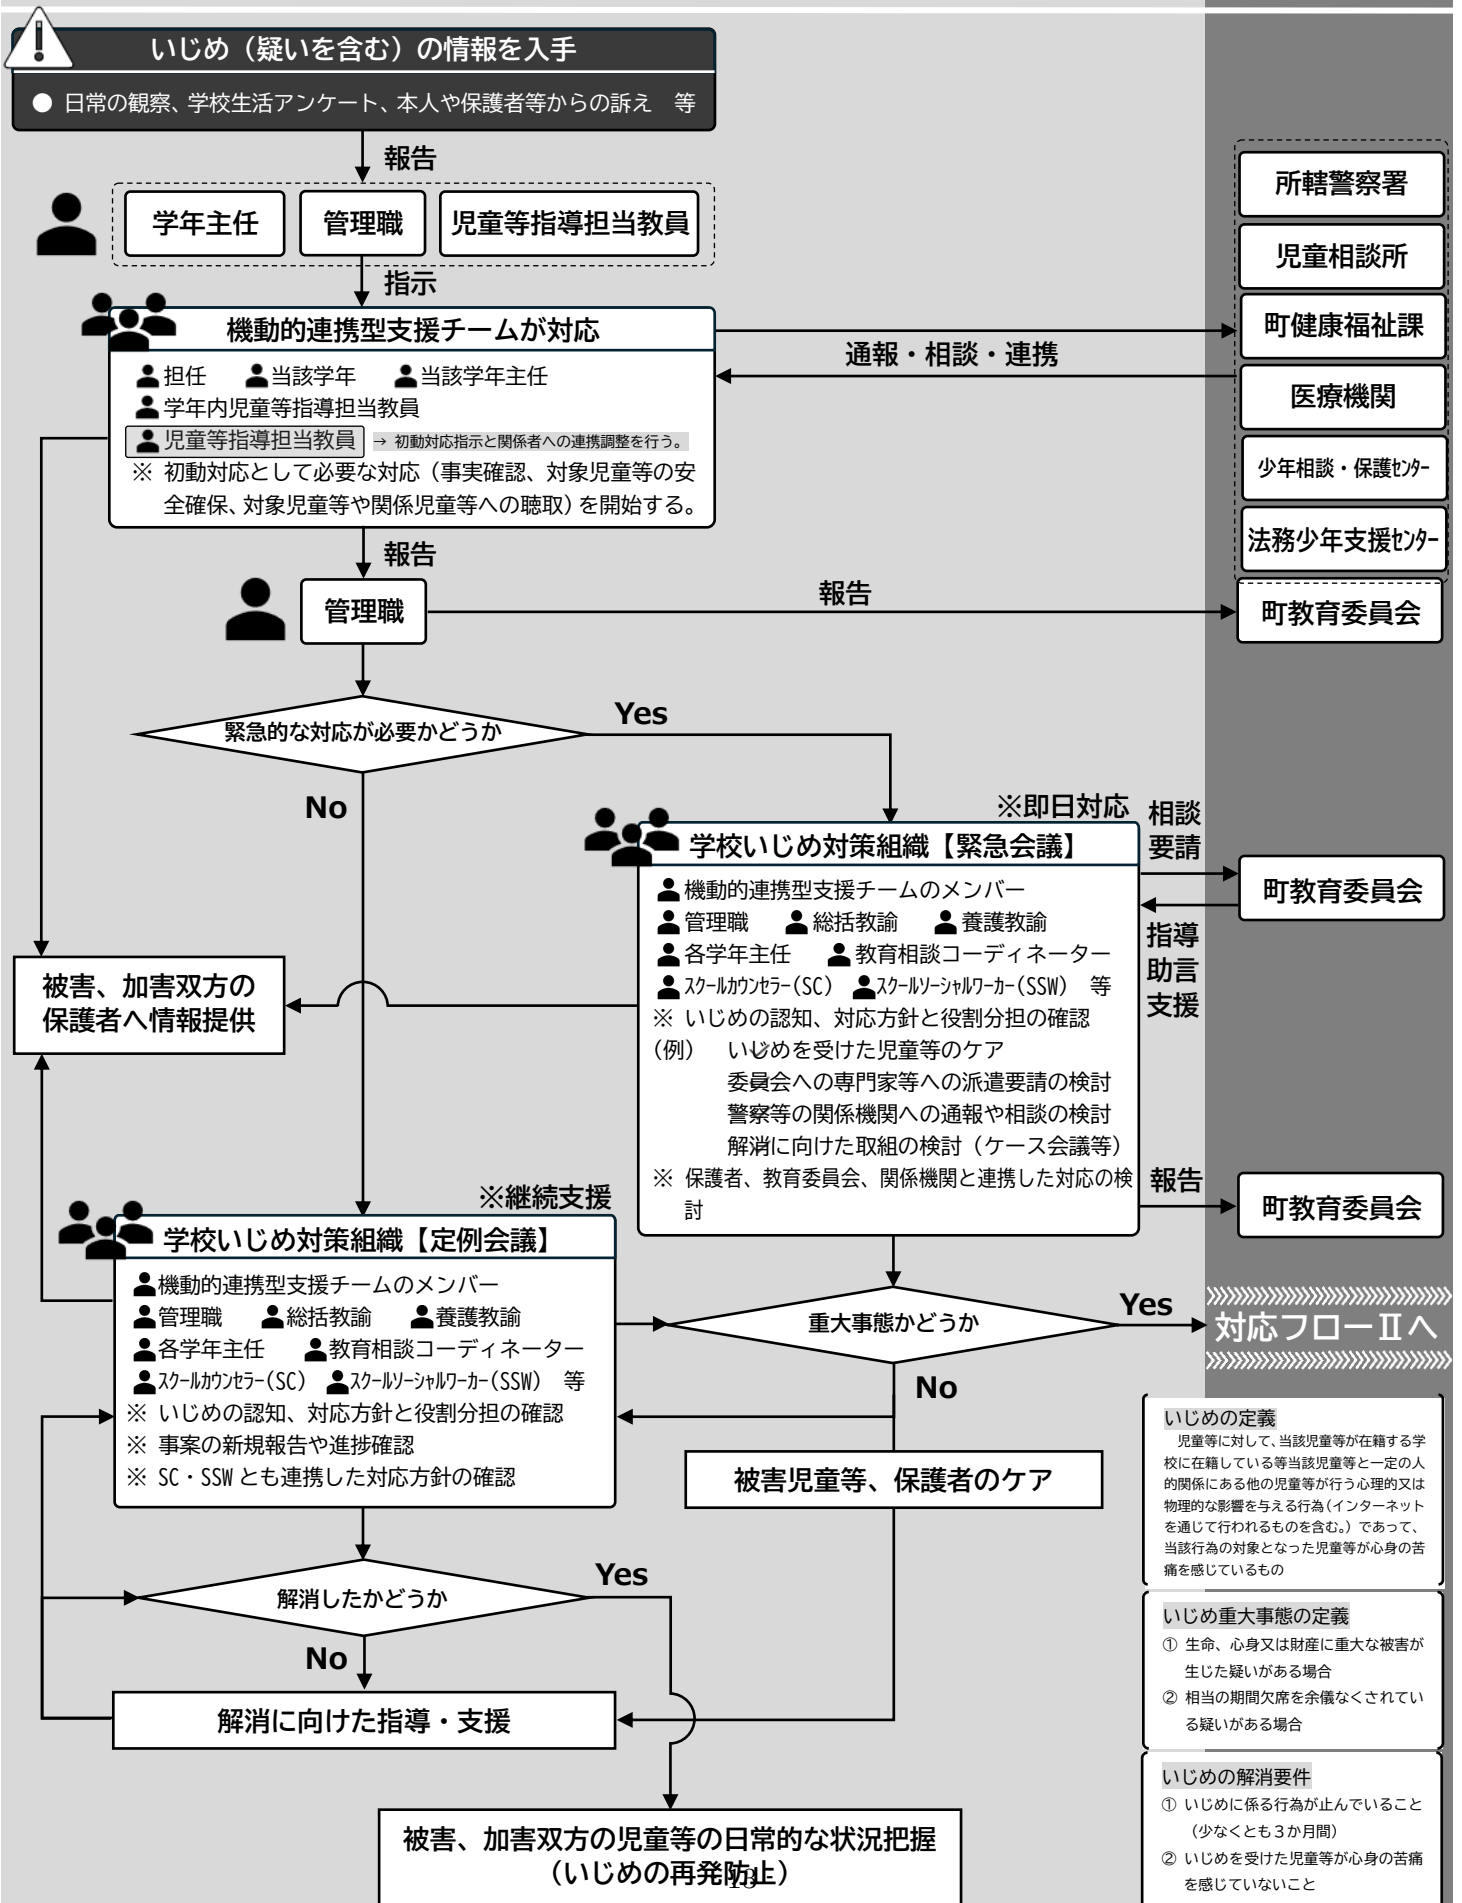 いじめ（疑いを含む）の情報を入手
● 日常の観察、学校生活アンケート、本人や保護者等からの訴え　等
報告
学年主任
管理職
児童等指導担当教員
指示
機動的連携型支援チームが対応
担任　当該学年　当該学年主任
学年内児童等指導担当教員
児童等指導担当教員　→ 初動対応指示と関係者への連携調整を行う。
※ 初動対応として必要な対応（事実確認、対象児童等の安
全確保、対象児童等や関係児童等への聴取）を開始する。
通報・相談・連携
所轄警察署
児童相談所
町健康福祉課
医療機関
少年相談・保護ｾﾝﾀｰ
法務少年支援ｾﾝﾀｰ
報告
管理職
報告
町教育委員会
緊急的な対応が必要かどうか
Yes
No
※即日対応
学校いじめ対策組織【緊急会議】
機動的連携型支援チームのメンバー
管理職　総括教諭　養護教諭
各学年主任　教育相談コーディネーター
ｽｸｰﾙｶｳﾝｾﾗｰ(SC)　ｽｸｰﾙｿｰｼｬﾙﾜｰｶｰ(SSW)　等
※ いじめの認知、対応方針と役割分担の確認
（例）　いじめを受けた児童等のケア
委員会への専門家等への派遣要請の検討
警察等の関係機関への通報や相談の検討
解消に向けた取組の検討（ケース会議等）
※ 保護者、教育委員会、関係機関と連携した対応の検
討
相談
要請
町教育委員会
指導
助言
支援
報告
町教育委員会
被害、加害双方の
保護者へ情報提供
※継続支援
学校いじめ対策組織【定例会議】
機動的連携型支援チームのメンバー
管理職　総括教諭　養護教諭
各学年主任　教育相談コーディネーター
ｽｸｰﾙｶｳﾝｾﾗｰ(SC)　ｽｸｰﾙｿｰｼｬﾙﾜｰｶｰ(SSW)　等
※ いじめの認知、対応方針と役割分担の確認
※ 事案の新規報告や進捗確認
※ SC・SSW とも連携した対応方針の確認
重大事態かどうか
Yes
対応フローⅡへ
No
被害児童等、保護者のケア
解消したかどうか
Yes
No
解消に向けた指導・支援
被害、加害双方の児童等の日常的な状況把握
（いじめの再発防止）
13
いじめの定義
児童等に対して、当該児童等が在籍する学
校に在籍している等当該児童等と一定の人
的関係にある他の児童等が行う心理的又は
物理的な影響を与える行為（インターネット
を通じて行われるものを含む。）であって、
当該行為の対象となった児童等が心身の苦
痛を感じているもの
いじめ重大事態の定義
① 生命、心身又は財産に重大な被害が
生じた疑いがある場合
② 相当の期間欠席を余儀なくされてい
る疑いがある場合
いじめの解消要件
① いじめに係る行為が止んでいること
（少なくとも３か月間）
② いじめを受けた児童等が心身の苦痛
を感じていないこと